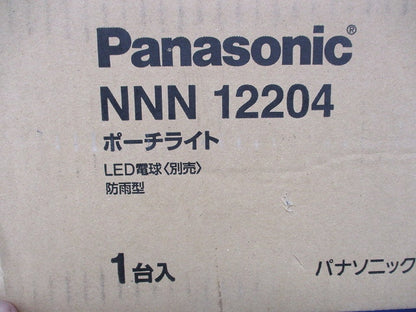 Panasonic®
NNN 12204
ポーチライト
LED電球〈別売〉
防雨型
1台入
パナソニック